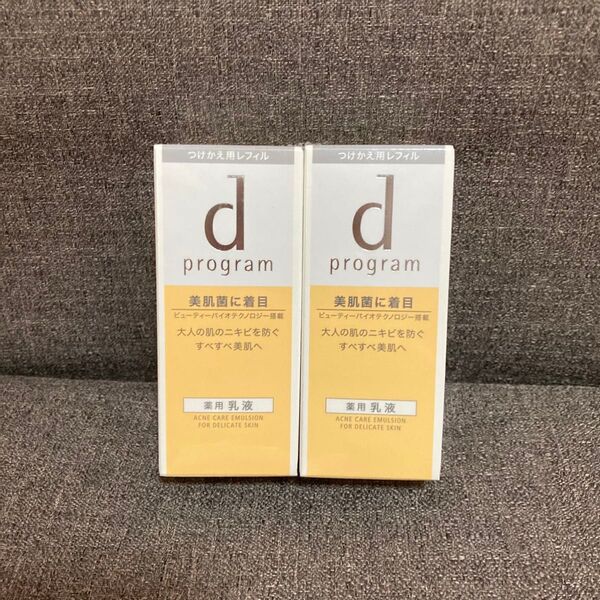 つけかえ用レフィル
d
program
美肌菌に着目
ビューティーバイオテクノロジー搭載
大人の肌のニキビを防ぐ
すべすべ美肌へ
薬用 乳液
ACNE CARE EMULSION
FOR DELICATE SKIN
つけかえ用レフィル
d
program
美肌菌に着目
ビューティーバイオテクノロジー搭載
大人の肌のニキビを防ぐ
すべすべ美肌へ
薬用 乳液
ACNE CARE EMULSION
FOR DELICATE SKIN